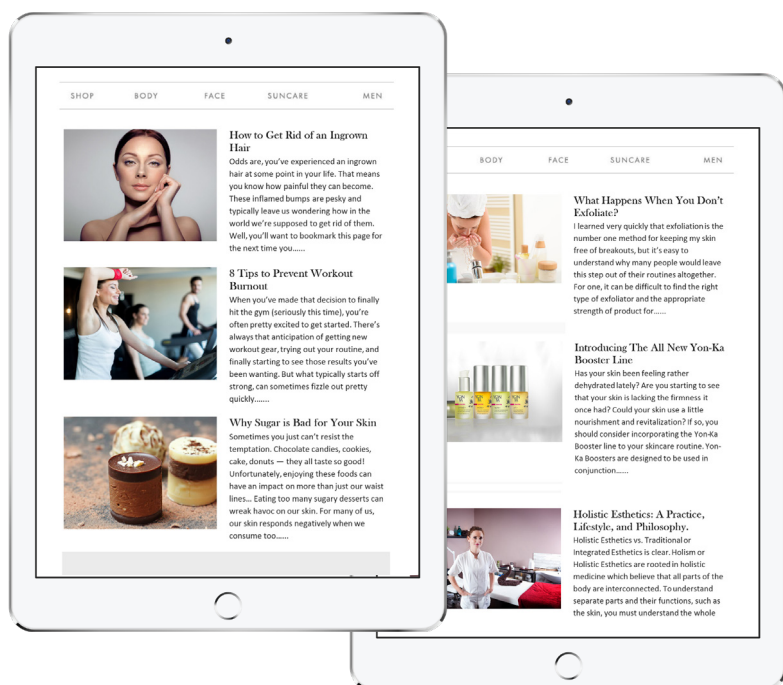 SHOP BODY FACE SUNCARE MEN
How to Get Rid of an Ingrown
Hair
Odds are, you've experienced an ingrown
hair at some point in your life. That means
you know how painful they can become.
These inflamed bumps are pesky and
typically leave us wondering how in the
world we're supposed to get rid of them.
Well, you'll want to bookmark this page for
the next time you......
8 Tips to Prevent Workout
Burnout
When you've made that decision to finally
hit the gym (seriously this time), you're
often pretty excited to get started. There's
always that anticipation of getting new
workout gear, trying out your routine, and
finally starting to see those results you've
been wanting. But what typically starts off
strong, can sometimes fizzle out pretty
quickly.......
Why Sugar is Bad for Your Skin
Sometimes you just can't resist the
temptation. Chocolate candies, cookies,
cake, donuts — they all taste so good!
Unfortunately, enjoying these foods can
have an impact on more than just our waist
lines... Eating too many sugary desserts can
wreak havoc on our skin. For many of us,
our skin responds negatively when we
consume too......
BODY FACE SUNCARE MEN
What Happens When You Don't
Exfoliate?
I learned very quickly that exfoliation is the
number one method for keeping my skin
free of breakouts, but it's easy to
understand why many people would leave
this step out of their routines altogether.
For one, it can be difficult to find the right
type of exfoliator and the appropriate
strength of product for......
Introducing The All New Yon-Ka
Booster Line
Has your skin been feeling rather
dehydrated lately? Are you starting to see
that your skin is lacking the firmness it
once had? Could your skin use a little
nourishment and revitalization? If so, you
should consider incorporating the Yon-Ka
Booster line to your skincare routine. Yon-
Ka Boosters are designed to be used in
conjunction......
Holistic Esthetics: A Practice,
Lifestyle, and Philosophy.
Holistic Esthetics vs. Traditional or
Integrated Esthetics is clear. Holism or
Holistic Esthetics are rooted in holistic
medicine which believe that all parts of the
body are interconnected. To understand
separate parts and their functions, such as
the skin, you must understand the whole